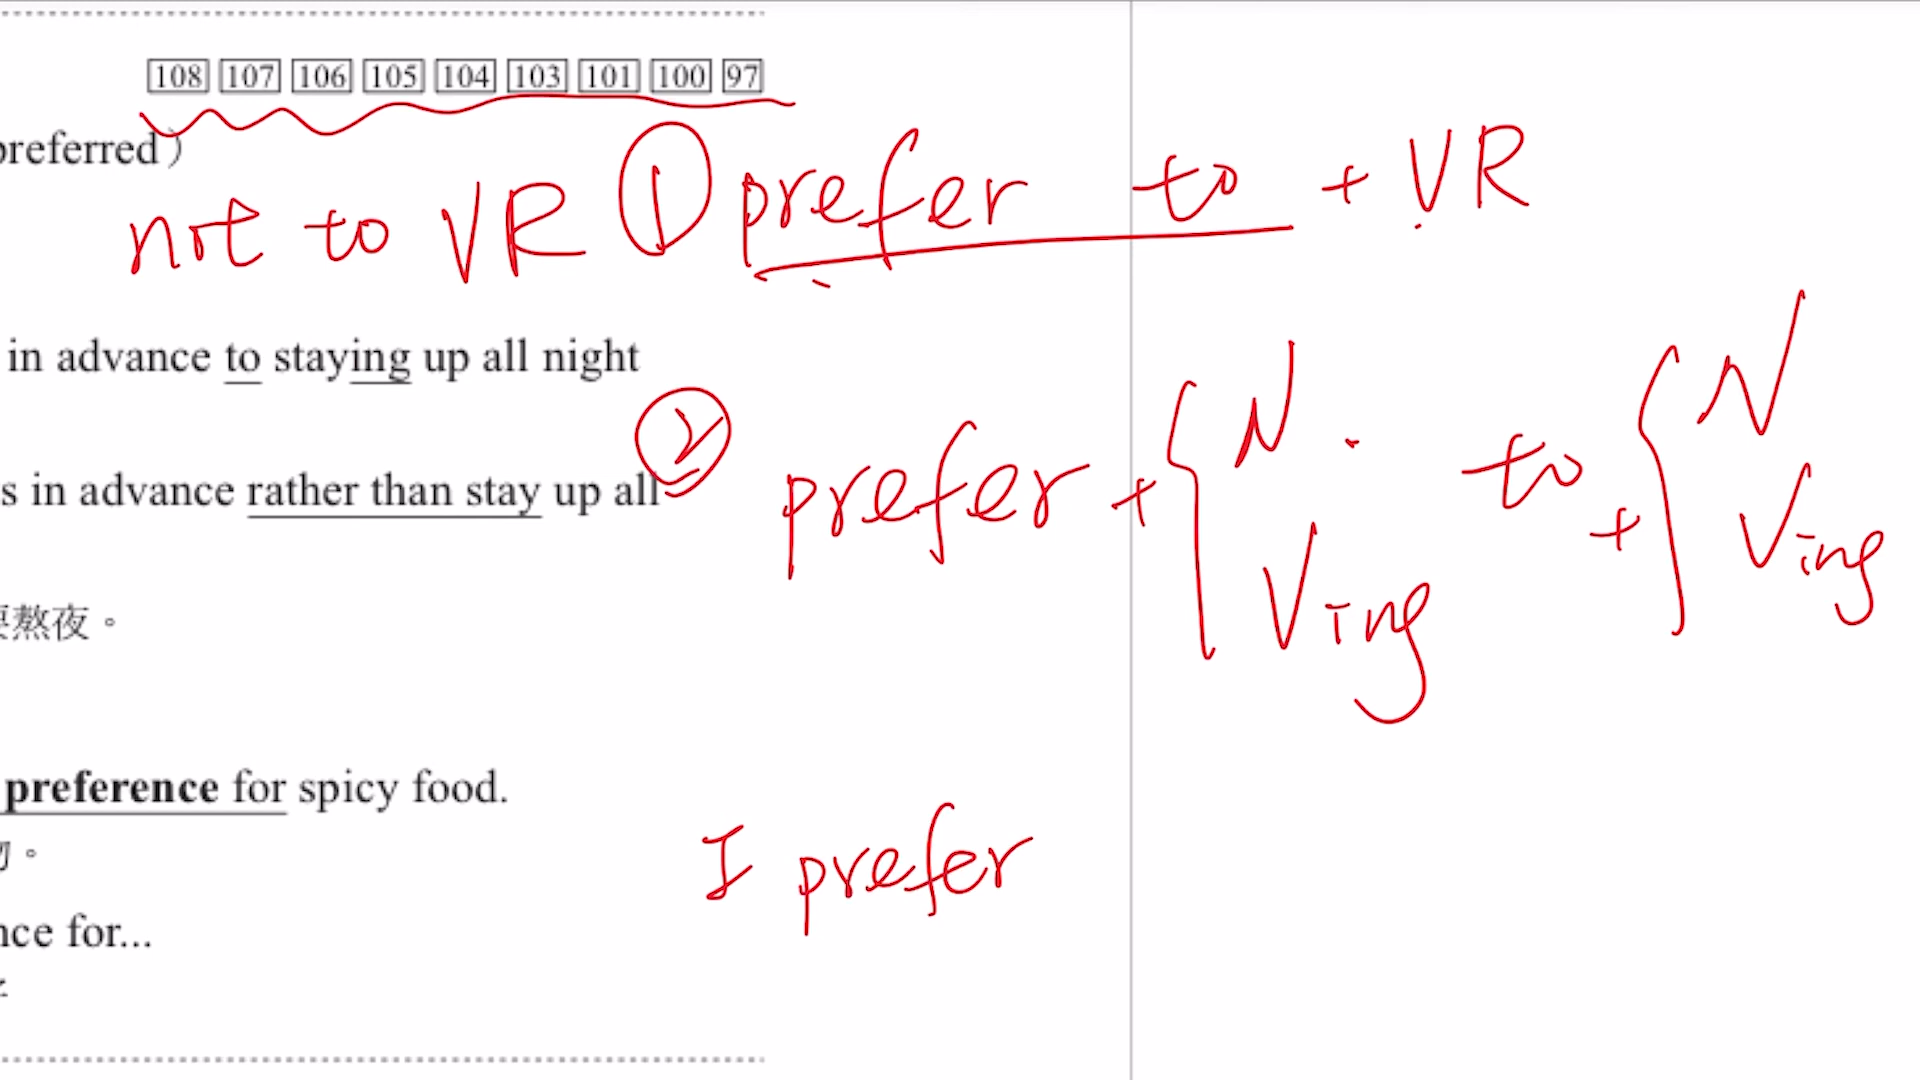 108 107 106 105 104 103 101 100 97
preferred）
not to VR ① prefer to + VR
in advance to staying up all night
② prefer + { N . Ving to + { N Ving
s in advance rather than stay up all
熬夜。
preference for spicy food.
I prefer
nce for...